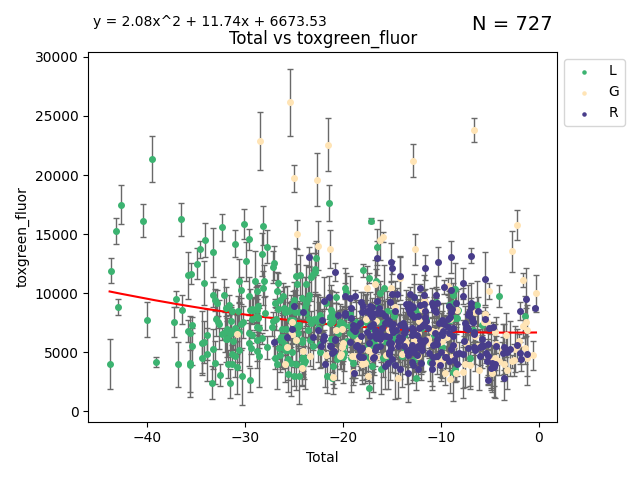 y = 2.08x^2 + 11.74x + 6673.53
N = 727
Total vs toxgreen_fluor
30000
25000
20000
15000
10000
5000
0
toxgreen_fluor
−40
−30
−20
−10
0
Total
L
G
R